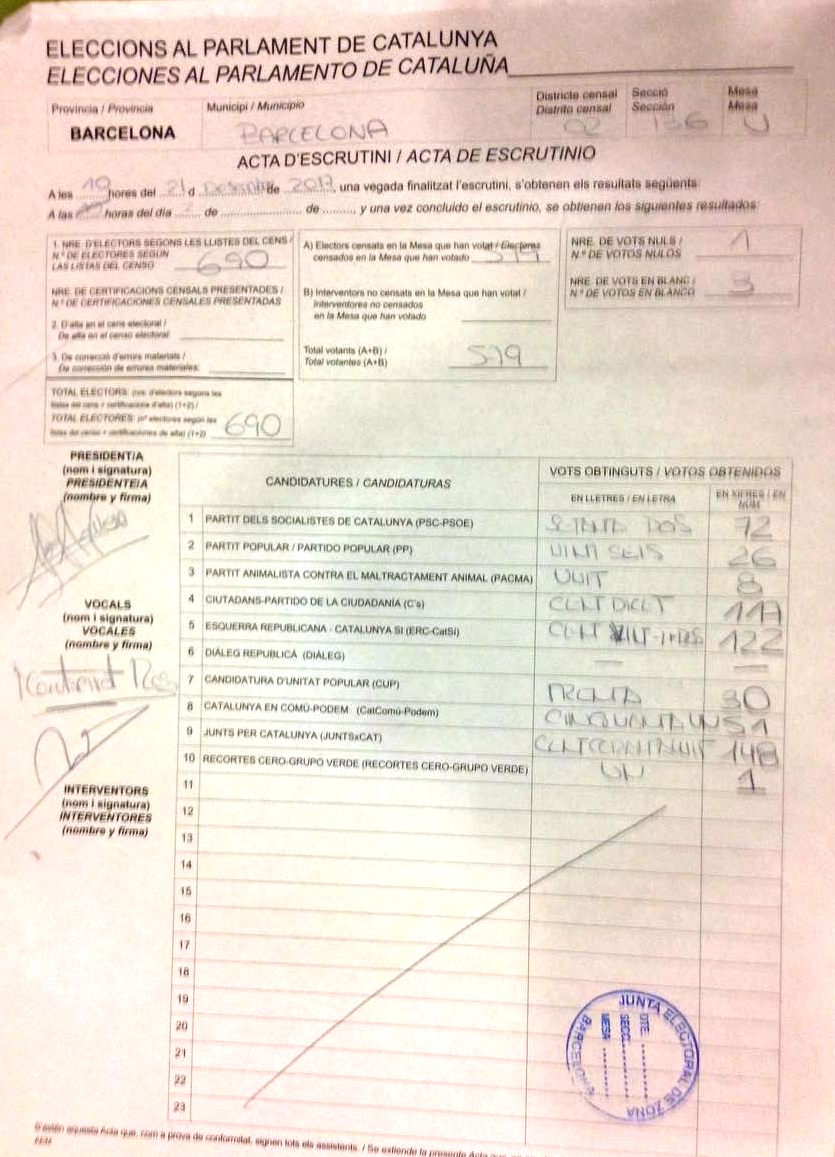 ELECCIONS AL PARLAMENT DE CATALUNYA
ELECCIONES AL PARLAMENTO DE CATALUÑA
Província / Provincia
BARCELONA
Municipi / Municipio
BARCELONA
Districte censal
Distrito censal
02
Secció
Sección
136
Mesa
Mesa
U
ACTA D'ESCRUTINI / ACTA DE ESCRUTINIO
A les 19 hores del 21 d Desembre de 2017, una vegada finalitzat l'escrutini, s'obtenen els resultats següents:
A las horas del día de de , y una vez concluido el escrutinio, se obtienen los siguientes resultados:
1. NRE. D'ELECTORS SEGONS LES LLISTES DEL CENS /
N.º DE ELECTORES SEGÚN
LAS LISTAS DEL CENSO 690
NRE. DE CERTIFICACIONS CENSALS PRESENTADES /
N.º DE CERTIFICACIONES CENSALES PRESENTADAS
2. D'alta en el cens electoral /
De alta en el censo electoral:
3. De correcció d'errors materials /
De corrección de errores materiales:
TOTAL ELECTORS: (nre. d'electors segons les
llistes del cens + certificacions d'alta) (1+2) /
TOTAL ELECTORES: (nº electores según las
listas del censo + certificaciones de alta) (1+2) 690
A) Electors censats en la Mesa que han votat / Electores
censados en la Mesa que han votado 519
B) Interventors no censats en la Mesa que han votat /
Interventores no censados
en la Mesa que han votado
Total votants (A+B) /
Total votantes (A+B) 519
NRE. DE VOTS NULS /
N.º DE VOTOS NULOS 1
NRE. DE VOTS EN BLANC /
N.º DE VOTOS EN BLANCO 3
PRESIDENT/A
(nom i signatura)
PRESIDENTE/A
(nombre y firma)
VOCALS
(nom i signatura)
VOCALES
(nombre y firma)
INTERVENTORS
(nom i signatura)
INTERVENTORES
(nombre y firma)
CANDIDATURES / CANDIDATURAS
VOTS OBTINGUTS / VOTOS OBTENIDOS
EN LLETRES / EN LETRA
EN XIFRES / EN NÚM
1 PARTIT DELS SOCIALISTES DE CATALUNYA (PSC-PSOE) SETANTA DOS 72
2 PARTIT POPULAR / PARTIDO POPULAR (PP) VINT SEIS 26
3 PARTIT ANIMALISTA CONTRA EL MALTRACTAMENT ANIMAL (PACMA) VUIT 8
4 CIUTADANS-PARTIDO DE LA CIUDADANÍA (C's) 117
5 ESQUERRA REPUBLICANA - CATALUNYA SÍ (ERC-CatSí) CENT VINT-I-DOS 122
6 DIÀLEG REPUBLICÀ (DIÀLEG) — —
7 CANDIDATURA D'UNITAT POPULAR (CUP) TRENTA 30
8 CATALUNYA EN COMÚ-PODEM (CatComú-Podem) CINQUANTA UN 51
9 JUNTS PER CATALUNYA (JUNTSxCAT) 148
10 RECORTES CERO-GRUPO VERDE (RECORTES CERO-GRUPO VERDE) UN 1
11
12
13
14
15
16
17
18
19
20
21
22
23
JUNTA ELECTORAL DE ZONA
BARCELONA
DTE.
SECC.
MESA
S'estén aquesta Acta que, com a prova de conformitat, signen tots els assistents. / Se extiende la presente Acta que,